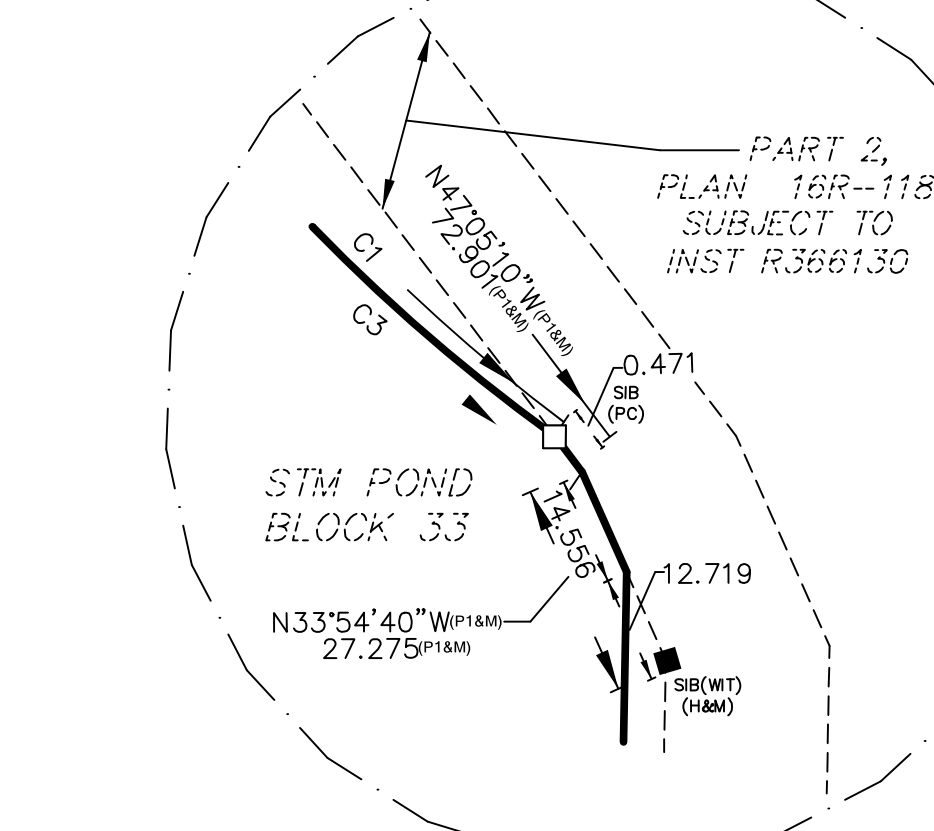 PART 2,
PLAN 16R--118
SUBJECT TO
INST R366130
N47°05'10"W(P1&M)
72.901(P1&M)
C1
C3
0.471
SIB
(PC)
STM POND
BLOCK 33
14.556
12.719
N33°54'40"W(P1&M)
27.275(P1&M)
SIB(WIT)
(H&M)